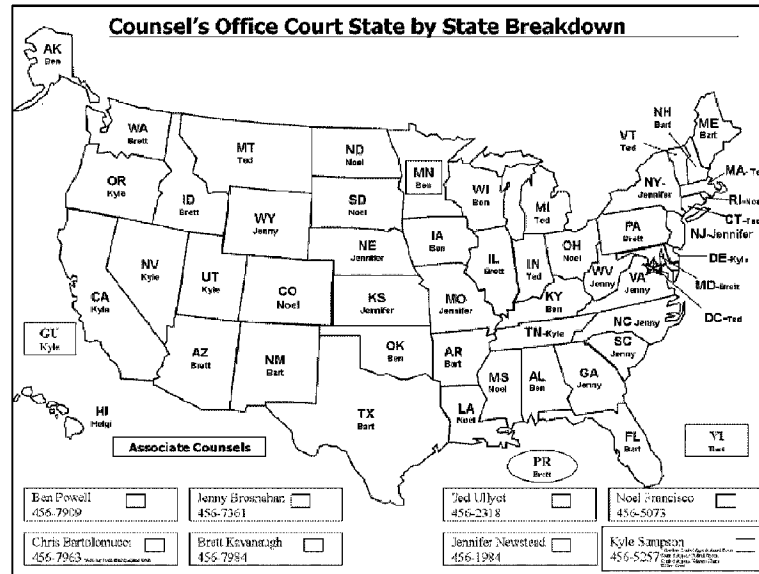 Counsel's Office Court State by State Breakdown
AK
Ben
WA
Brett
OR
Kyle
ID
Brett
MT
Ted
ND
Noel
MN
Ben
SD
Noel
WY
Jenny
WI
Ben
MI
Ted
NH
Bart
ME
Bart
VT
Ted
MA-Ted
NY-
Jennifer
RI-Noel
CT-Ted
NJ-Jennifer
PA
Brett
DE-Kyle
MD-Brett
DC-Ted
NV
Kyle
UT
Kyle
CA
Kyle
CO
Noel
NE
Jennifer
IA
Ben
IL
Brett
IN
Ted
OH
Noel
WV
Jenny
VA
Jenny
KS
Jennifer
MO
Jennifer
KY
Ben
TN-Kyle
NC Jenny
SC
Jenny
GU
Kyle
AZ
Brett
NM
Bart
OK
Ben
AR
Bart
MS
Noel
AL
Ben
GA
Jenny
TX
Bart
LA
Noel
FL
Bart
HI
Helgi
VI
PR
Brett
Associate Counsels
Ben Powell
456-7909
Jenny Brosnahan
456-7361
Ted Ullyot
456-2318
Noel Francisco
456-5073
Chris Bartolomucci
456-7963
Brett Kavanaugh
456-7984
Jennifer Newstead
456-1984
Kyle Sampson
456-5257